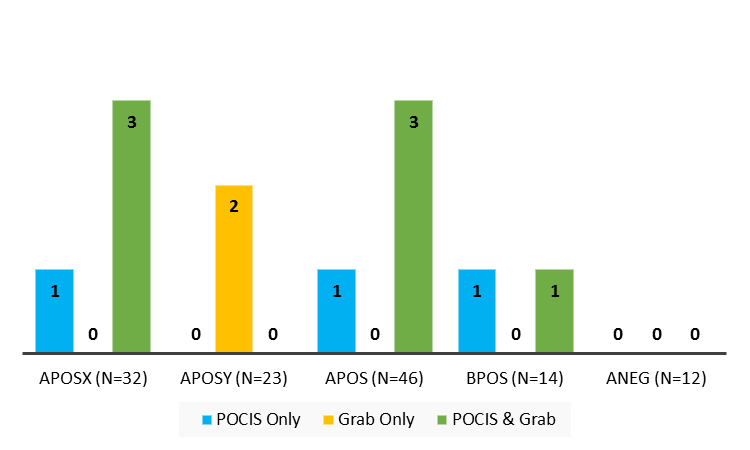 3
3
2
1
1
1
1
0
0
0
0
0
0
0
0
APOSX (N=32)
APOSY (N=23)
APOS (N=46)
BPOS (N=14)
ANEG (N=12)
POCIS Only
Grab Only
POCIS & Grab